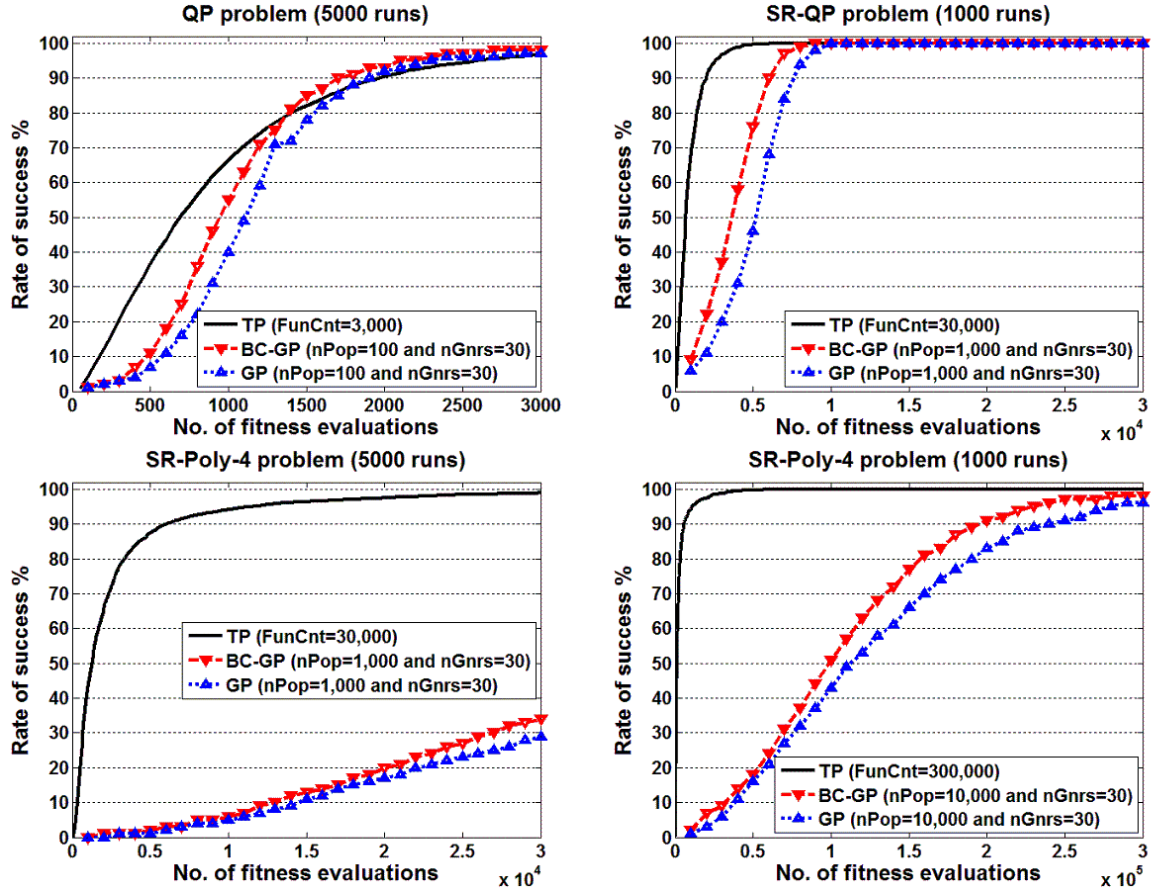 QP problem (5000 runs)
Rate of success %
100
90
80
70
60
50
40
30
20
10
0
TP (FunCnt=3,000)
BC-GP (nPop=100 and nGnrs=30)
GP (nPop=100 and nGnrs=30)
0 500 1000 1500 2000 2500 3000
No. of fitness evaluations
SR-QP problem (1000 runs)
Rate of success %
100
90
80
70
60
50
40
30
20
10
0
TP (FunCnt=30,000)
BC-GP (nPop=1,000 and nGnrs=30)
GP (nPop=1,000 and nGnrs=30)
0 0.5 1 1.5 2 2.5 3
No. of fitness evaluations
x 10^4
SR-Poly-4 problem (5000 runs)
Rate of success %
100
90
80
70
60
50
40
30
20
10
0
TP (FunCnt=30,000)
BC-GP (nPop=1,000 and nGnrs=30)
GP (nPop=1,000 and nGnrs=30)
0 0.5 1 1.5 2 2.5 3
No. of fitness evaluations
x 10^4
SR-Poly-4 problem (1000 runs)
Rate of success %
100
90
80
70
60
50
40
30
20
10
0
TP (FunCnt=300,000)
BC-GP (nPop=10,000 and nGnrs=30)
GP (nPop=10,000 and nGnrs=30)
0 0.5 1 1.5 2 2.5 3
No. of fitness evaluations
x 10^5